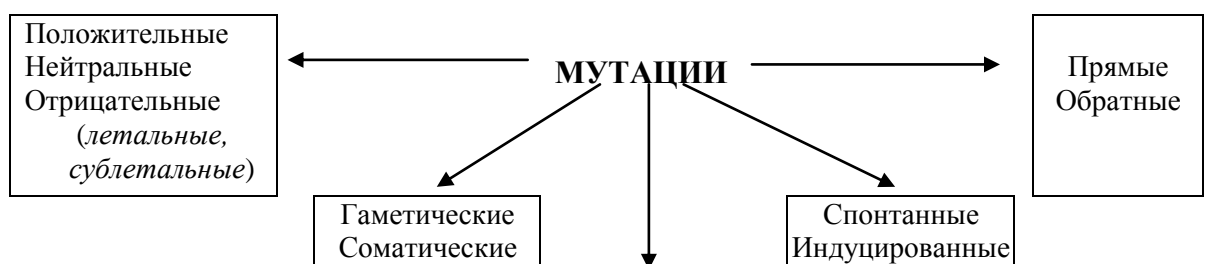 Положительные
Нейтральные
Отрицательные
(летальные,
сублетальные)
МУТАЦИИ
Прямые
Обратные
Гаметические
Соматические
Спонтанные
Индуцированные